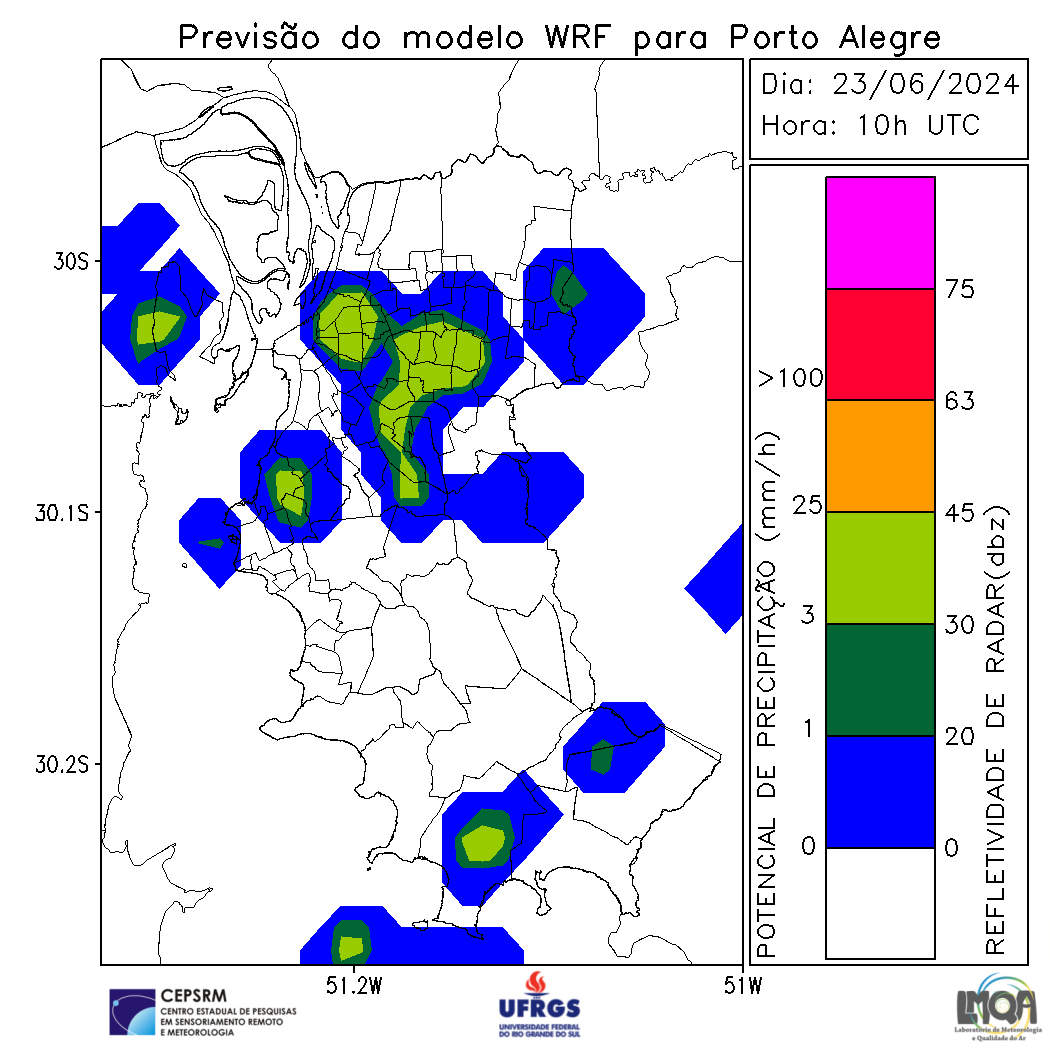 Previsão do modelo WRF para Porto Alegre
Dia: 23/06/2024
Hora: 10h UTC
30S
30.1S
30.2S
51.2W
51W
POTENCIAL DE PRECIPITAÇÃO (mm/h)
>100
25
3
1
0
75
63
45
30
20
0
REFLETIVIDADE DE RADAR(dbz)
CEPSRM
CENTRO ESTADUAL DE PESQUISAS
EM SENSORIAMENTO REMOTO
E METEOROLOGIA
UFRGS
UNIVERSIDADE FEDERAL
DO RIO GRANDE DO SUL
LMQA
Laboratório de Meteorologia
e Qualidade do Ar